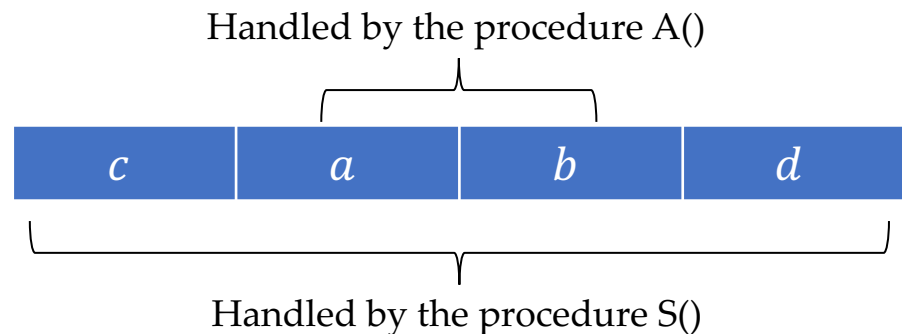 Handled by the procedure A()
c a b d
Handled by the procedure S()